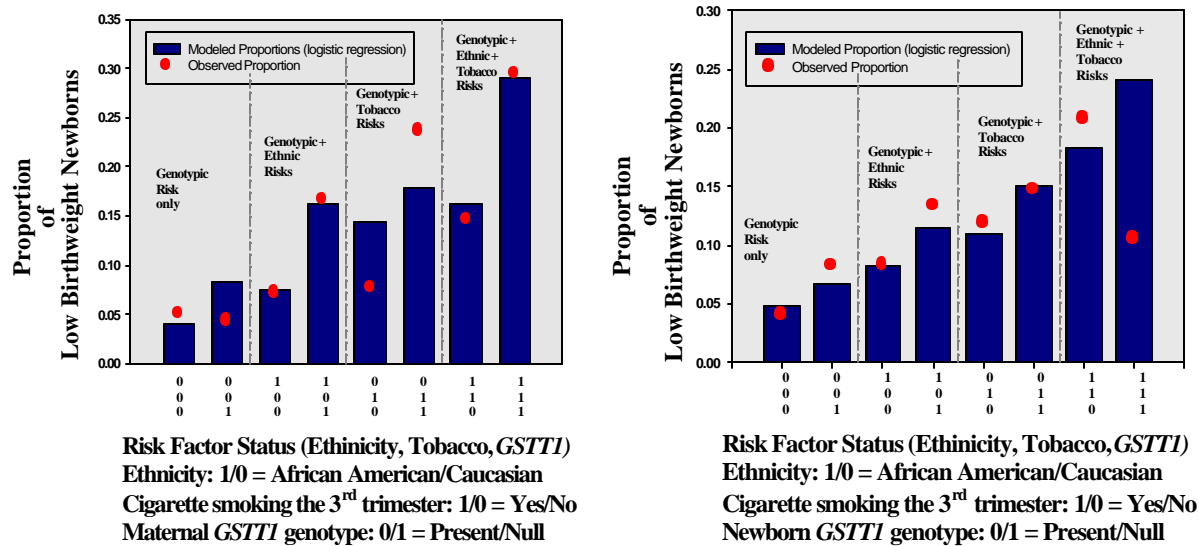 0.35
0.30
0.25
0.20
0.15
0.10
0.05
0.00
Proportion
of
Low Birthweight Newborns
Modeled Proportions (logistic regression)
Observed Proportion
Genotypic
Risk
only
Genotypic +
Ethnic
Risks
Genotypic +
Tobacco
Risks
Genotypic +
Ethnic +
Tobacco
Risks
0 0 1 1 0 0 1 1
0 0 0 0 1 1 1 1
0 1 0 1 0 1 0 1
Risk Factor Status (Ethinicity, Tobacco, GSTT1)
Ethnicity: 1/0 = African American/Caucasian
Cigarette smoking the 3rd trimester: 1/0 = Yes/No
Maternal GSTT1 genotype: 0/1 = Present/Null
0.30
0.25
0.20
0.15
0.10
0.05
0.00
Proportion
of
Low Birthweight Newborns
Modeled Proportion (logistic regression)
Observed Proportion
Genotypic
Risk
only
Genotypic +
Ethnic
Risks
Genotypic +
Tobacco
Risks
Genotypic +
Ethnic +
Tobacco
Risks
0 0 1 1 0 0 1 1
0 0 0 0 1 1 1 1
0 1 0 1 0 1 0 1
Risk Factor Status (Ethinicity, Tobacco, GSTT1)
Ethnicity: 1/0 = African American/Caucasian
Cigarette smoking the 3rd trimester: 1/0 = Yes/No
Newborn GSTT1 genotype: 0/1 = Present/Null